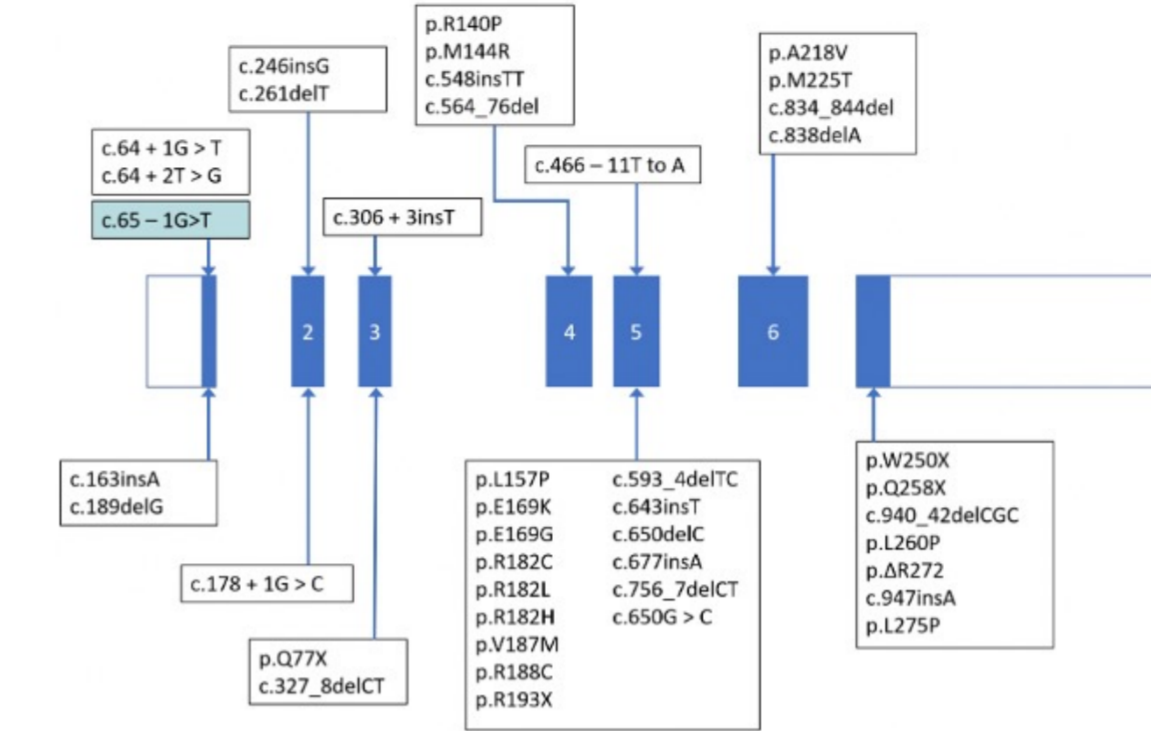 p.R140P
p.M144R
c.548insTT
c.564_76del
p.A218V
p.M225T
c.834_844del
c.838delA
c.246insG
c.261delT
c.64 + 1G > T
c.64 + 2T > G
c.466 – 11T to A
c.65 – 1G>T
c.306 + 3insT
2
3
4
5
6
c.163insA
c.189delG
c.178 + 1G > C
p.Q77X
c.327_8delCT
p.L157P
p.E169K
p.E169G
p.R182C
p.R182L
p.R182H
p.V187M
p.R188C
p.R193X
c.593_4delTC
c.643insT
c.650delC
c.677insA
c.756_7delCT
c.650G > C
p.W250X
p.Q258X
c.940_42delCGC
p.L260P
p.ΔR272
c.947insA
p.L275P